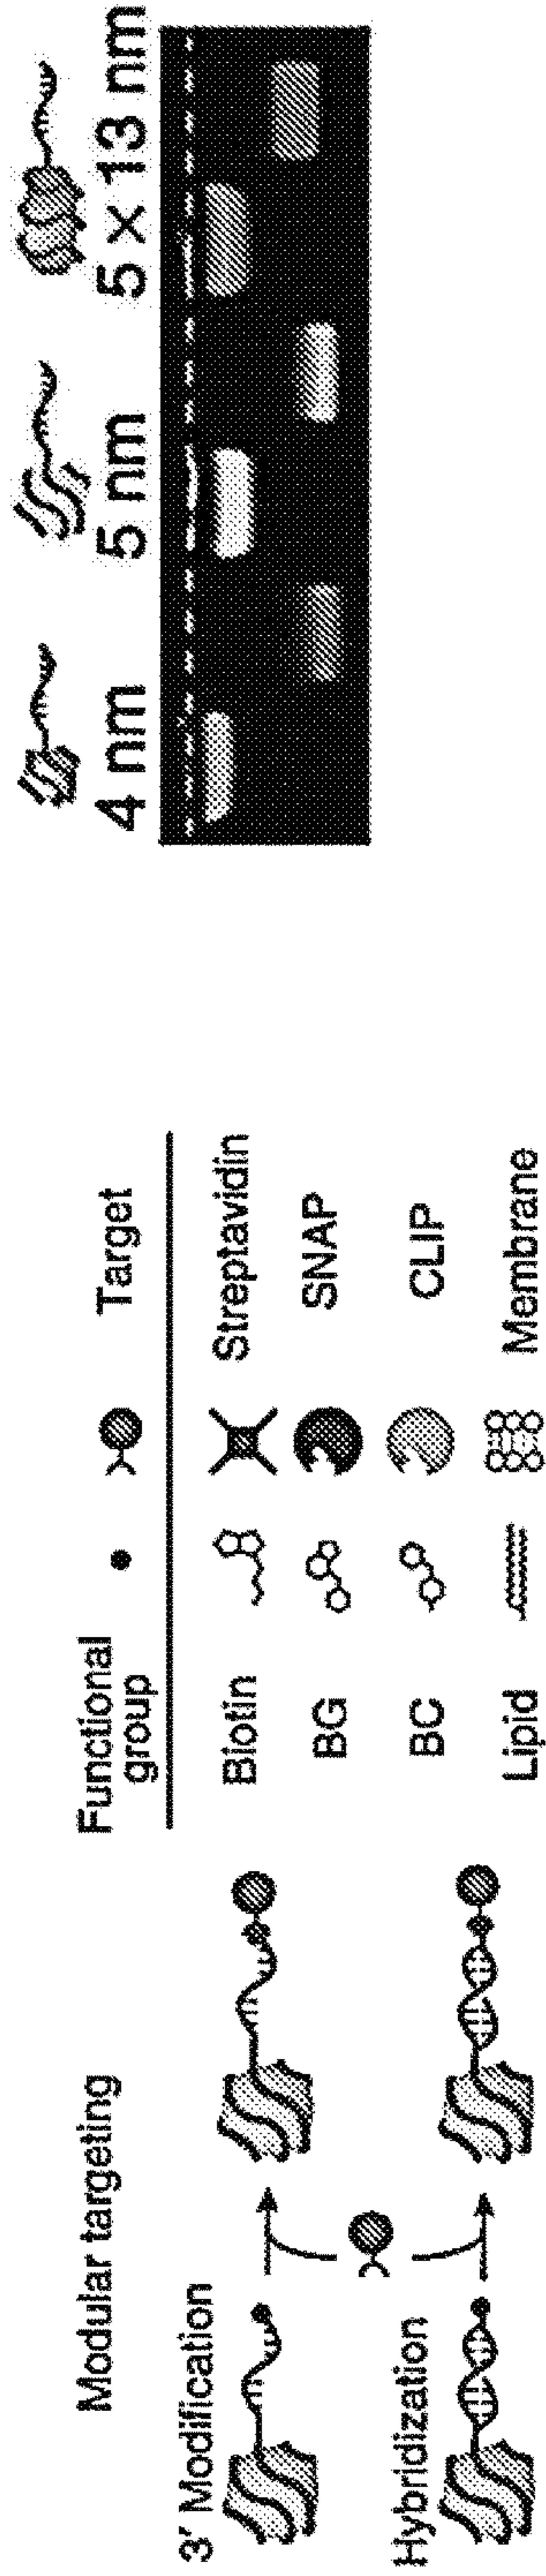 Modular targeting
3′ Modification
Hybridization
Functional
group
Target
Biotin
Streptavidin
BG
SNAP
BC
CLIP
Lipid
Membrane
4 nm
5 nm
5 × 13 nm